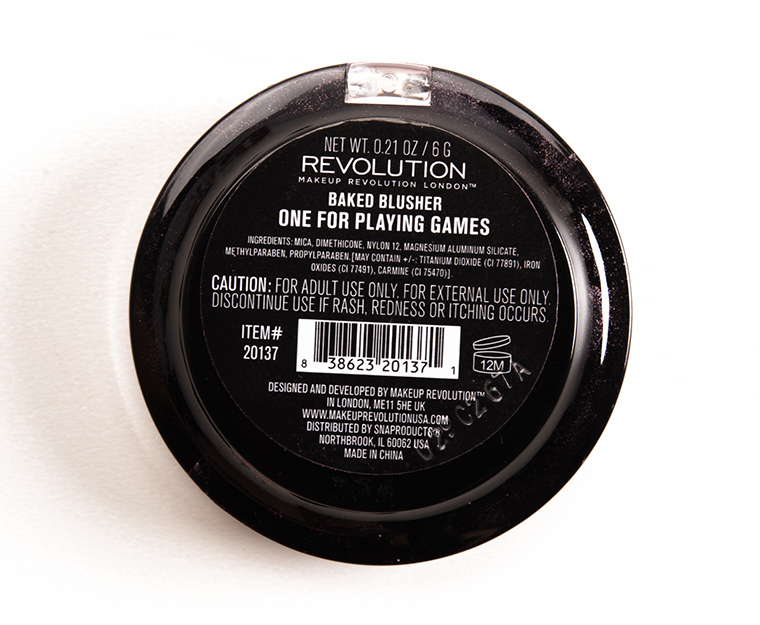 NET WT. 0.21 OZ / 6 G
REVOLUTION
MAKEUP REVOLUTION LONDON™
BAKED BLUSHER
ONE FOR PLAYING GAMES
INGREDIENTS: MICA, DIMETHICONE, NYLON 12, MAGNESIUM ALUMINUM SILICATE,
METHYLPARABEN, PROPYLPARABEN.[MAY CONTAIN +/-: TITANIUM DIOXIDE (CI 77891), IRON
OXIDES (CI 77491), CARMINE (CI 75470)].
CAUTION: FOR ADULT USE ONLY. FOR EXTERNAL USE ONLY.
DISCONTINUE USE IF RASH, REDNESS OR ITCHING OCCURS.
ITEM#
20137
8 38623 20137 1
12M
DESIGNED AND DEVELOPED BY MAKEUP REVOLUTION™
IN LONDON, ME11 5HE UK
WWW.MAKEUPREVOLUTIONUSA.COM
DISTRIBUTED BY SNAPRODUCTS®
NORTHBROOK, IL 60062 USA
MADE IN CHINA